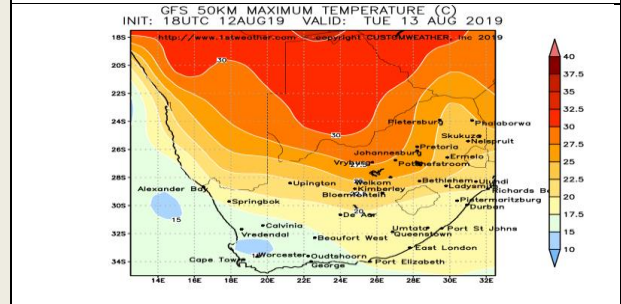 GFS 50KM MAXIMUM TEMPERATURE (C)
INIT: 18UTC 12AUG19 VALID: TUE 13 AUG 2019
http://www.1stweather.com -- copyright CUSTOMWEATHER, Inc 2019
18S
20S
22S
24S
26S
28S
30S
32S
34S
14E 16E 18E 20E 22E 24E 26E 28E 30E 32E
30
30
Pietersburg
Phalaborwa
Skukuza
Nelspruit
Pretoria
Johannesburg
Ermelo
Vryburg
Potchefstroom
Welkom
Bethlehem
Ulundi
Upington
Kimberley
Ladysmith
Richards Ba
Bloemfontein
Alexander Bay
Springbok
Pietermaritzburg
Durban
De Aar
20
15
Calvinia
Vredendal
Umtata
Port St Johns
Queenstown
Beaufort West
East London
Worcester
Oudtshoorn
Cape Town
George
Port Elizabeth
40
37.5
35
32.5
30
27.5
25
22.5
20
17.5
15
10